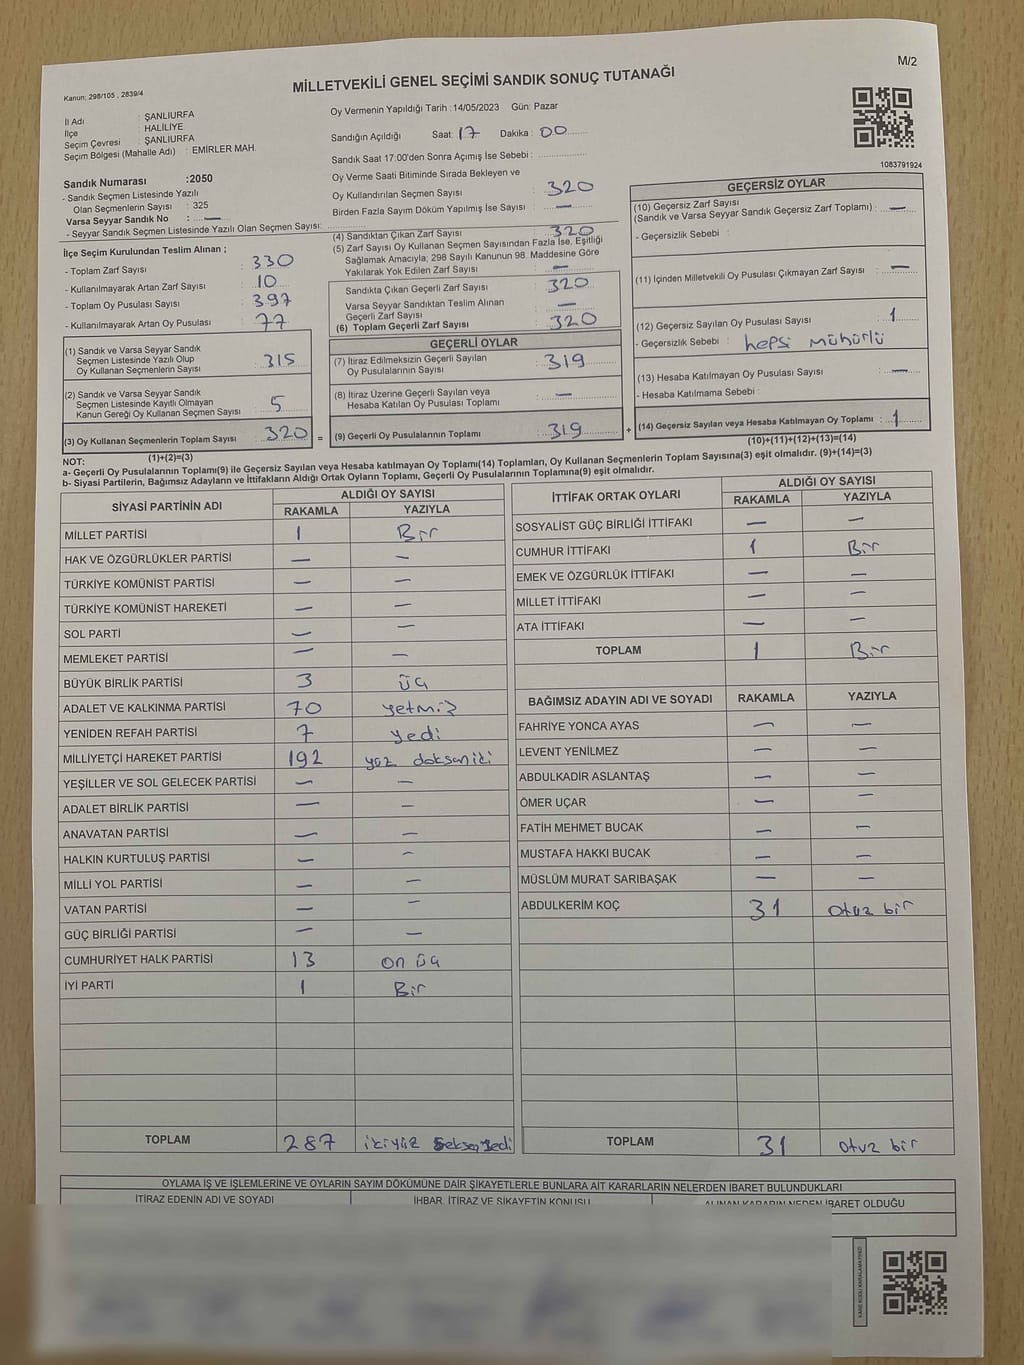 M/2
MİLLETVEKİLİ GENEL SEÇİMİ SANDIK SONUÇ TUTANAĞI
Kanun: 298/105 , 2839/4
İl Adı : ŞANLIURFA
İlçe : HALİLİYE
Seçim Çevresi : ŞANLIURFA
Seçim Bölgesi (Mahalle Adı) : EMİRLER MAH.
Sandık Numarası :2050
- Sandık Seçmen Listesinde Yazılı
Olan Seçmenlerin Sayısı : 325
Varsa Seyyar Sandık No : —
- Seyyar Sandık Seçmen Listesinde Yazılı Olan Seçmen Sayısı:
Oy Vermenin Yapıldığı Tarih :14/05/2023 Gün: Pazar
Sandığın Açıldığı Saat: 17 Dakika : 00
Sandık Saat 17:00'den Sonra Açımış İse Sebebi :
Oy Verme Saati Bitiminde Sırada Bekleyen ve
Oy Kullandırılan Seçmen Sayısı : 320
Birden Fazla Sayım Döküm Yapılmış İse Sayısı : —
1083791924
İlçe Seçim Kurulundan Teslim Alınan ;
- Toplam Zarf Sayısı : 330
- Kullanılmayarak Artan Zarf Sayısı : 10
- Toplam Oy Pusulası Sayısı : 397
- Kullanılmayarak Artan Oy Pusulası : 77
(1) Sandık ve Varsa Seyyar Sandık
Seçmen Listesinde Yazılı Olup
Oy Kullanan Seçmenlerin Sayısı : 315
(2) Sandık ve Varsa Seyyar Sandık
Seçmen Listesinde Kayıtlı Olmayan
Kanun Gereği Oy Kullanan Seçmen Sayısı : 5
(3) Oy Kullanan Seçmenlerin Toplam Sayısı : 320 =
(1)+(2)=(3)
(4) Sandıktan Çıkan Zarf Sayısı : 320
(5) Zarf Sayısı Oy Kullanan Seçmen Sayısından Fazla İse, Eşitliği
Sağlamak Amacıyla; 298 Sayılı Kanunun 98. Maddesine Göre
Yakılarak Yok Edilen Zarf Sayısı : —
Sandıkta Çıkan Geçerli Zarf Sayısı : 320
Varsa Seyyar Sandıktan Teslim Alınan
Geçerli Zarf Sayısı : —
(6) Toplam Geçerli Zarf Sayısı : 320
GEÇERLİ OYLAR
(7) İtiraz Edilmeksizin Geçerli Sayılan
Oy Pusulalarının Sayısı : 319
(8) İtiraz Üzerine Geçerli Sayılan veya
Hesaba Katılan Oy Pusulası Toplamı : —
(9) Geçerli Oy Pusulalarının Toplamı : 319 +
GEÇERSİZ OYLAR
(10) Geçersiz Zarf Sayısı
(Sandık ve Varsa Seyyar Sandık Geçersiz Zarf Toplamı) : —
- Geçersizlik Sebebi :
(11) İçinden Milletvekili Oy Pusulası Çıkmayan Zarf Sayısı : —
(12) Geçersiz Sayılan Oy Pusulası Sayısı : 1
- Geçersizlik Sebebi : hepsi mühürlü
(13) Hesaba Katılmayan Oy Pusulası Sayısı : —
- Hesaba Katılmama Sebebi :
(14) Geçersiz Sayılan veya Hesaba Katılmayan Oy Toplamı : 1
(10)+(11)+(12)+(13)=(14)
NOT:
a- Geçerli Oy Pusulalarının Toplamı(9) ile Geçersiz Sayılan veya Hesaba katılmayan Oy Toplamı(14) Toplamları, Oy Kullanan Seçmenlerin Toplam Sayısına(3) eşit olmalıdır. (9)+(14)=(3)
b- Siyasi Partilerin, Bağımsız Adayların ve İttifakların Aldığı Ortak Oyların Toplamı, Geçerli Oy Pusulalarının Toplamına(9) eşit olmalıdır.
SİYASİ PARTİNİN ADI ALDIĞI OY SAYISI
RAKAMLA YAZIYLA
MİLLET PARTİSİ 1 Bir
HAK VE ÖZGÜRLÜKLER PARTİSİ — —
TÜRKİYE KOMÜNİST PARTİSİ — —
TÜRKİYE KOMÜNİST HAREKETİ — —
SOL PARTİ — —
MEMLEKET PARTİSİ — —
BÜYÜK BİRLİK PARTİSİ 3 üç
ADALET VE KALKINMA PARTİSİ 70 yetmiş
YENİDEN REFAH PARTİSİ 7 yedi
MİLLİYETÇİ HAREKET PARTİSİ 192 yüz doksan iki
YEŞİLLER VE SOL GELECEK PARTİSİ — —
ADALET BİRLİK PARTİSİ — —
ANAVATAN PARTİSİ — —
HALKIN KURTULUŞ PARTİSİ — —
MİLLİ YOL PARTİSİ — —
VATAN PARTİSİ — —
GÜÇ BİRLİĞİ PARTİSİ — —
CUMHURİYET HALK PARTİSİ 13 on üç
İYİ PARTİ 1 Bir
TOPLAM 287 ikiyüz seksenyedi
İTTİFAK ORTAK OYLARI ALDIĞI OY SAYISI
RAKAMLA YAZIYLA
SOSYALİST GÜÇ BİRLİĞİ İTTİFAKI — —
CUMHUR İTTİFAKI 1 Bir
EMEK VE ÖZGÜRLÜK İTTİFAKI — —
MİLLET İTTİFAKI — —
ATA İTTİFAKI — —
TOPLAM 1 Bir
BAĞIMSIZ ADAYIN ADI VE SOYADI RAKAMLA YAZIYLA
FAHRİYE YONCA AYAS — —
LEVENT YENİLMEZ — —
ABDULKADİR ASLANTAŞ — —
ÖMER UÇAR — —
FATİH MEHMET BUCAK — —
MUSTAFA HAKKI BUCAK — —
MÜSLÜM MURAT SARIBAŞAK — —
ABDULKERİM KOÇ 31 otuz bir
TOPLAM 31 otuz bir
OYLAMA İŞ VE İŞLEMLERİNE VE OYLARIN SAYIM DÖKÜMÜNE DAİR ŞİKAYETLERLE BUNLARA AİT KARARLARIN NELERDEN İBARET BULUNDUKLARI
İTİRAZ EDENİN ADI VE SOYADI İHBAR, İTİRAZ VE ŞİKAYETİN KONUSU ALINAN KARARIN NEDEN İBARET OLDUĞU